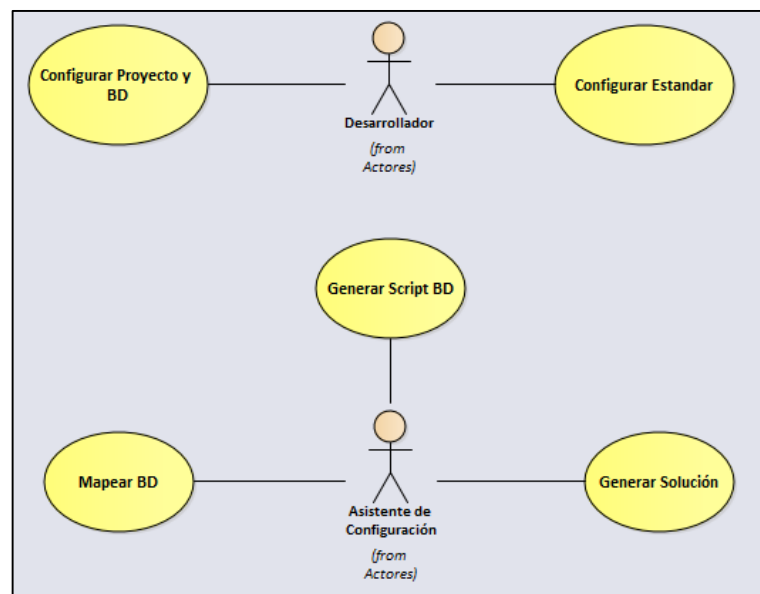 Configurar Proyecto y
BD
Configurar Estandar
Desarrollador
(from
Actores)
Generar Script BD
Mapear BD
Generar Solución
Asistente de
Configuración
(from
Actores)